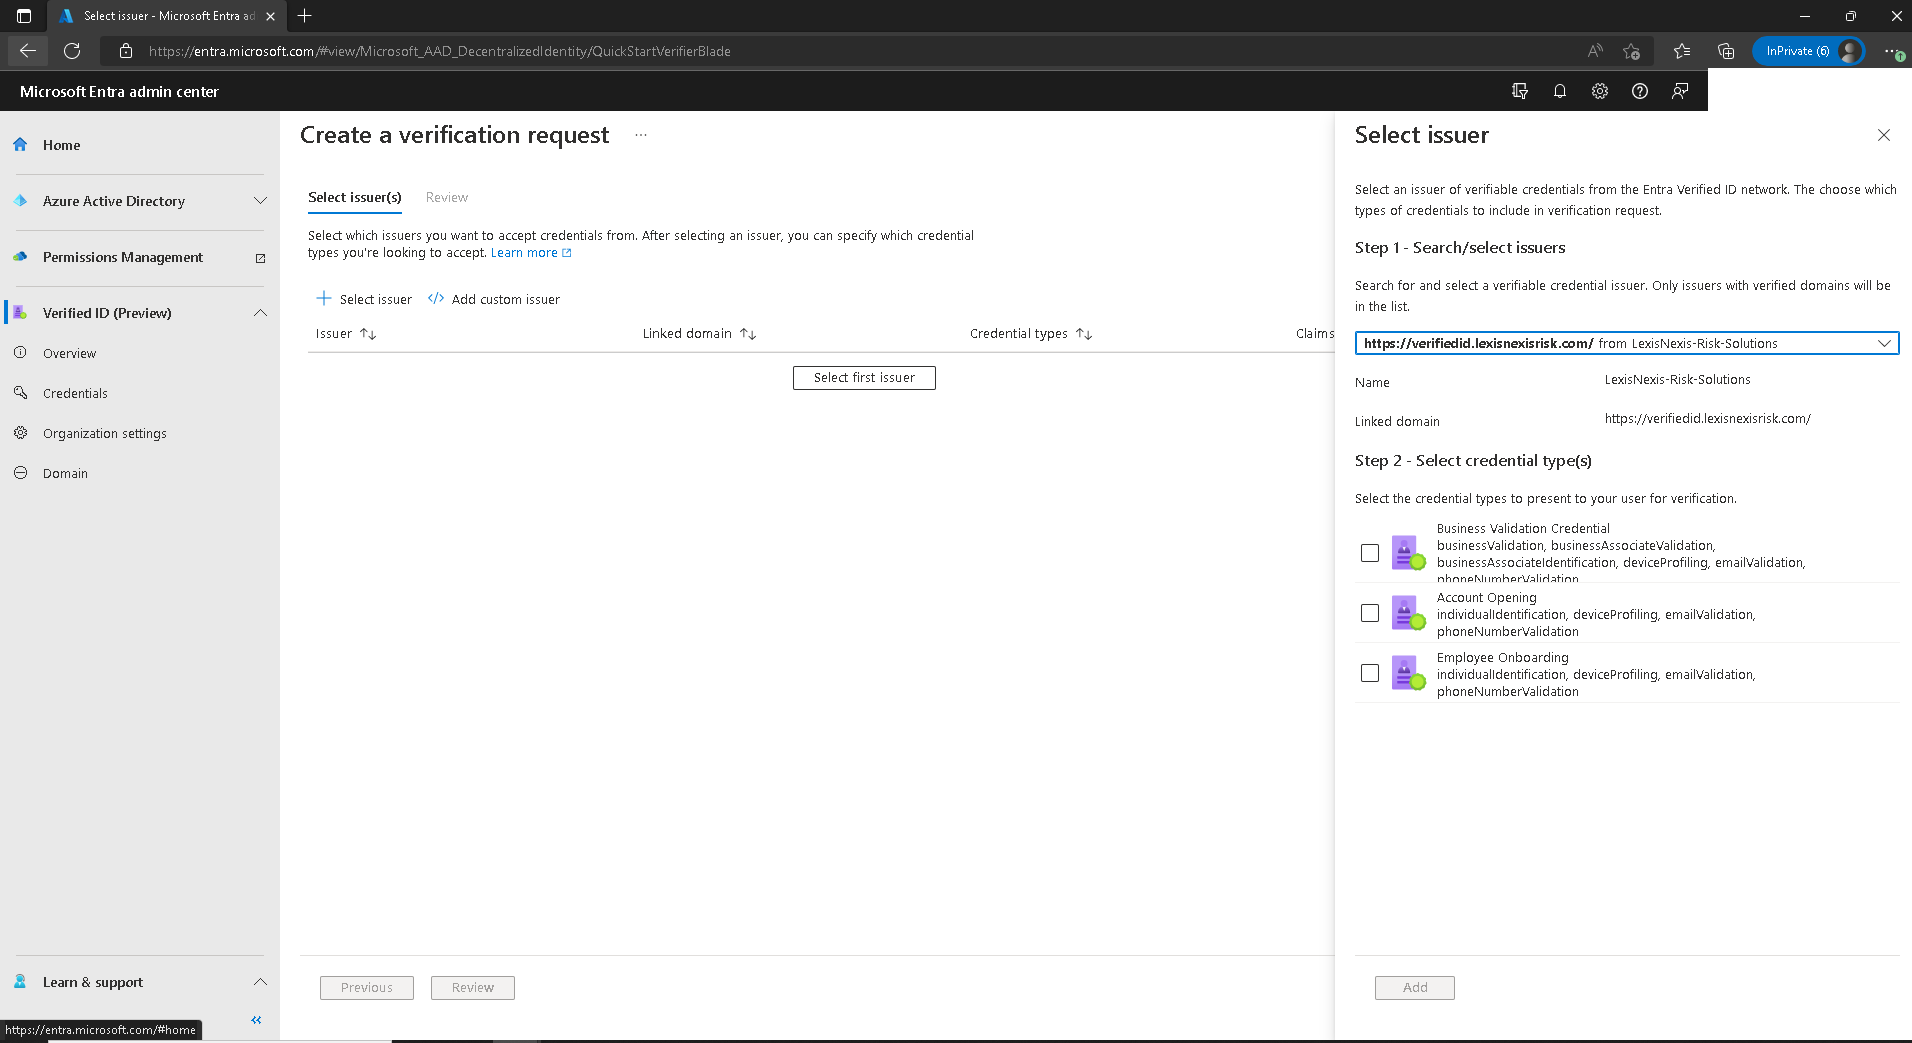 Select issuer - Microsoft Entra ad
https://entra.microsoft.com/#view/Microsoft_AAD_DecentralizedIdentity/QuickStartVerifierBlade
InPrivate (6)
Microsoft Entra admin center
Home
Azure Active Directory
Permissions Management
Verified ID (Preview)
Overview
Credentials
Organization settings
Domain
Learn & support
https://entra.microsoft.com/#home
Create a verification request
Select issuer(s)
Review
Select which issuers you want to accept credentials from. After selecting an issuer, you can specify which credential
types you're looking to accept. Learn more
Select issuer
Add custom issuer
Issuer
Linked domain
Credential types
Claims
Select first issuer
Previous
Review
Select issuer
Select an issuer of verifiable credentials from the Entra Verified ID network. The choose which
types of credentials to include in verification request.
Step 1 - Search/select issuers
Search for and select a verifiable credential issuer. Only issuers with verified domains will be
in the list.
https://verifiedid.lexisnexisrisk.com/ from LexisNexis-Risk-Solutions
Name
LexisNexis-Risk-Solutions
Linked domain
https://verifiedid.lexisnexisrisk.com/
Step 2 - Select credential type(s)
Select the credential types to present to your user for verification.
Business Validation Credential
businessValidation, businessAssociateValidation,
businessAssociateIdentification, deviceProfiling, emailValidation,
phoneNumberValidation
Account Opening
individualIdentification, deviceProfiling, emailValidation,
phoneNumberValidation
Employee Onboarding
individualIdentification, deviceProfiling, emailValidation,
phoneNumberValidation
Add